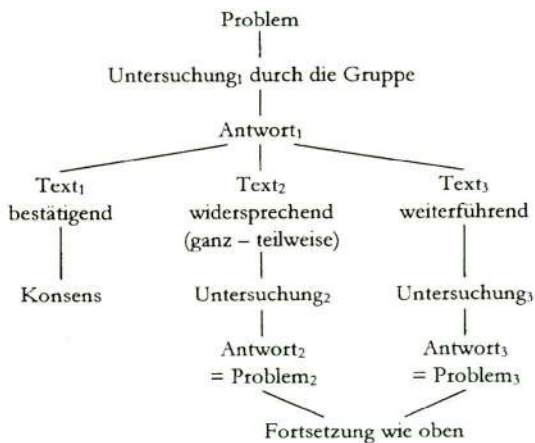 Problem
Untersuchung₁ durch die Gruppe
Antwort₁
Text₁ Text₂ Text₃
bestätigend widersprechend weiterführend
(ganz – teilweise)
Konsens Untersuchung₂ Untersuchung₃
Antwort₂ Antwort₃
= Problem₂ = Problem₃
Fortsetzung wie oben